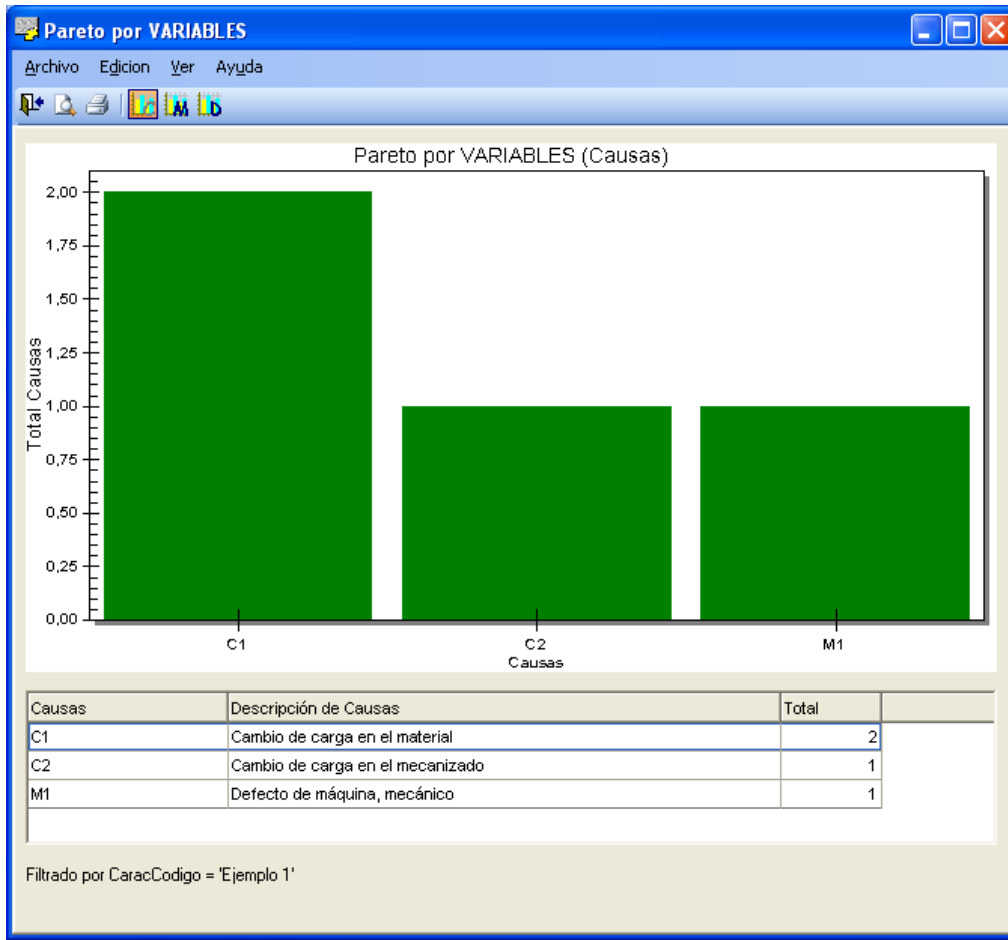 Pareto por VARIABLES
Archivo Edicion Ver Ayuda
M D
Pareto por VARIABLES (Causas)
Total Causas
2,00
1,75
1,50
1,25
1,00
0,75
0,50
0,25
0,00
C1 C2 M1
Causas
Causas Descripción de Causas Total
C1 Cambio de carga en el material 2
C2 Cambio de carga en el mecanizado 1
M1 Defecto de máquina, mecánico 1
Filtrado por CaracCodigo = 'Ejemplo 1'